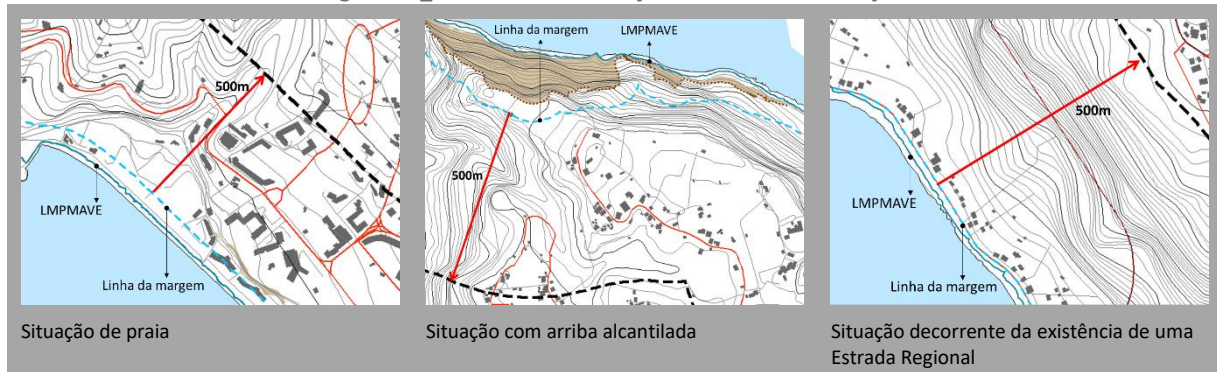 500m
LMPMAVE
Linha da margem
Situação de praia
Linha da margem
LMPMAVE
500m
Situação com arriba alcantilada
500m
LMPMAVE
Linha da margem
Situação decorrente da existência de uma
Estrada Regional